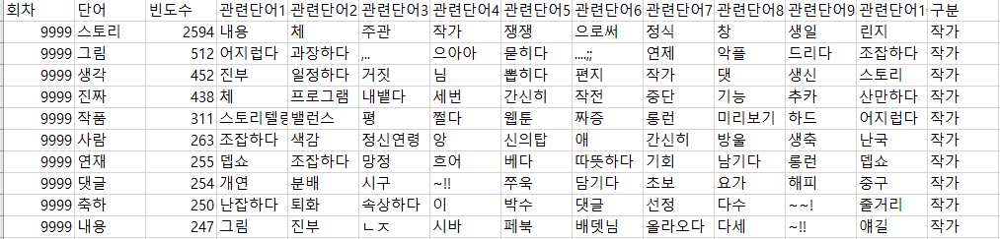 회차 단어 빈도수 관련단어1 관련단어2 관련단어3 관련단어4 관련단어5 관련단어6 관련단어7 관련단어8 관련단어9 관련단어1 구분
9999 스토리 2594 내용 체 주관 작가 쟁쟁 으로써 정식 창 생일 린지 작가
9999 그림 512 어지럽다 과장하다 ,.. 으아아 묻히다 ....;; 연제 악플 드리다 조잡하다 작가
9999 생각 452 진부 일정하다 거짓 님 뽑히다 편지 작가 댓 생신 스토리 작가
9999 진짜 438 체 프로그램 내뱉다 세번 간신히 작전 중단 기능 추카 산만하다 작가
9999 작품 311 스토리텔링 밸런스 평 쩔다 웹툰 짜증 롱런 미리보기 하드 어지럽다 작가
9999 사람 263 조잡하다 색감 정신연령 앙 신의탑 애 간신히 방울 생축 난국 작가
9999 연재 255 뎁쇼 조잡하다 망정 흐어 베다 따뜻하다 기회 남기다 롱런 뎁쇼 작가
9999 댓글 254 개연 분배 시구 ~!! 쭈욱 담기다 초보 요가 해피 중구 작가
9999 축하 250 난잡하다 퇴화 속상하다 이 박수 댓글 선정 다수 ~~! 줄거리 작가
9999 내용 247 그림 진부 ㄴㅈ 시바 페북 배댓님 올라오다 다세 ~!! 얘길 작가